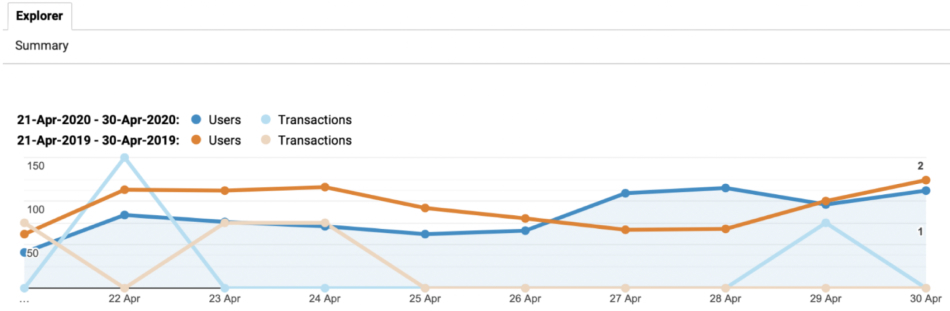 Explorer
Summary
21-Apr-2020 - 30-Apr-2020: Users Transactions
21-Apr-2019 - 30-Apr-2019: Users Transactions
150 2
100
1
50
... 22 Apr 23 Apr 24 Apr 25 Apr 26 Apr 27 Apr 28 Apr 29 Apr 30 Apr